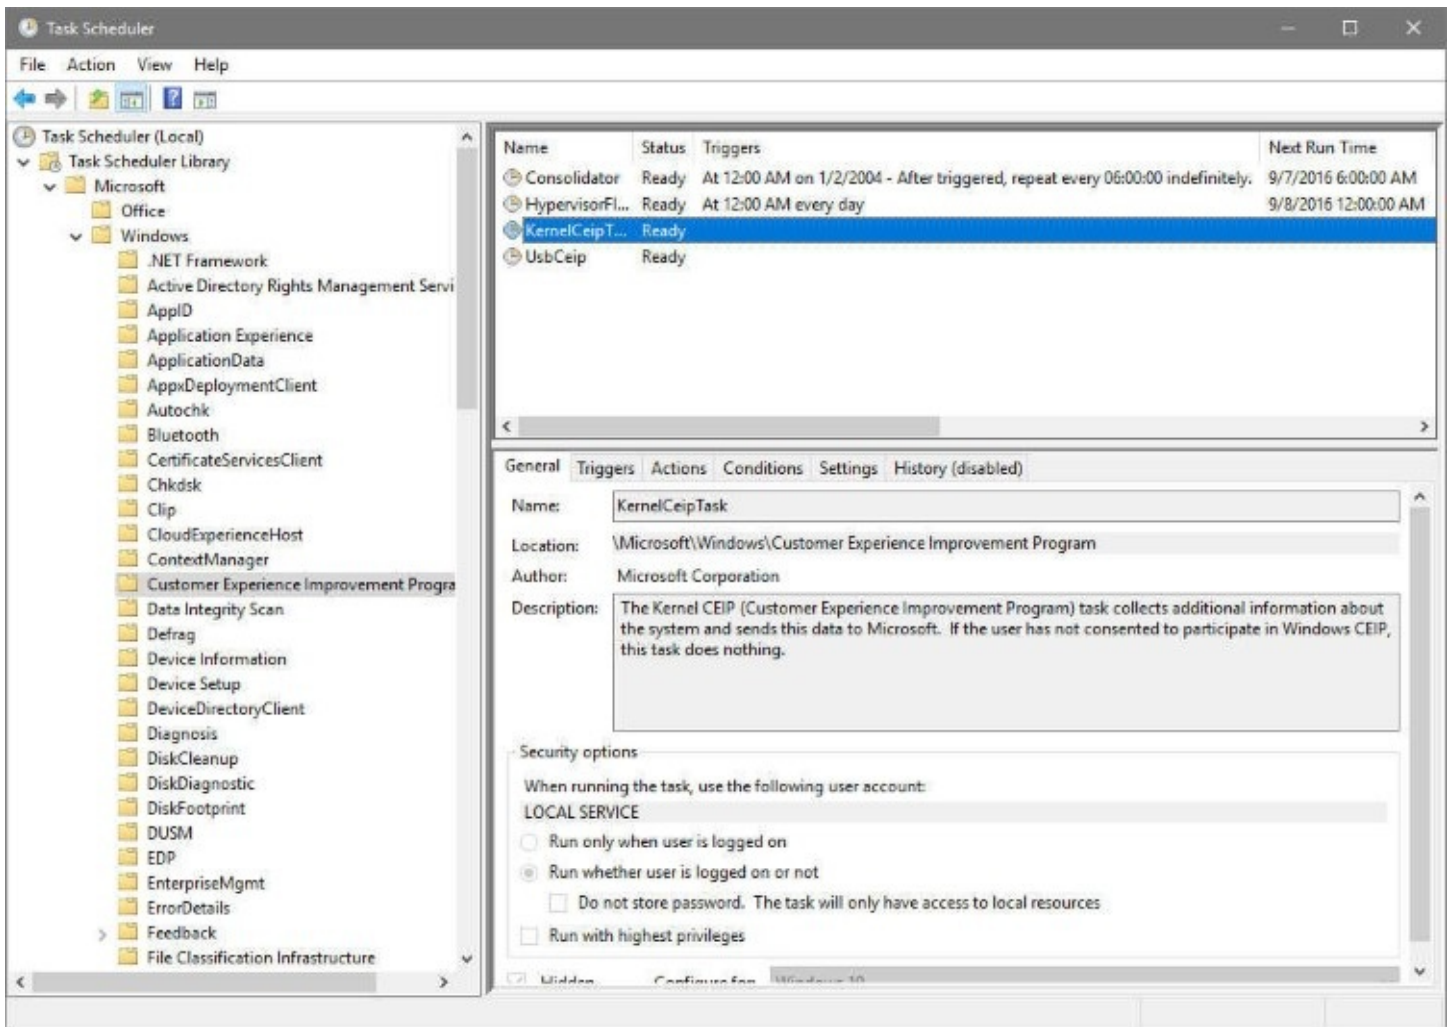 Task Scheduler
File Action View Help
Task Scheduler (Local)
Task Scheduler Library
Microsoft
Office
Windows
.NET Framework
Active Directory Rights Management Servi
AppID
Application Experience
ApplicationData
AppxDeploymentClient
Autochk
Bluetooth
CertificateServicesClient
Chkdsk
Clip
CloudExperienceHost
ContextManager
Customer Experience Improvement Progra
Data Integrity Scan
Defrag
Device Information
Device Setup
DeviceDirectoryClient
Diagnosis
DiskCleanup
DiskDiagnostic
DiskFootprint
DUSM
EDP
EnterpriseMgmt
ErrorDetails
Feedback
File Classification Infrastructure
Name Status Triggers Next Run Time
Consolidator Ready At 12:00 AM on 1/2/2004 - After triggered, repeat every 06:00:00 indefinitely. 9/7/2016 6:00:00 AM
HypervisorFl... Ready At 12:00 AM every day 9/8/2016 12:00:00 AM
KernelCeipT... Ready
UsbCeip Ready
General Triggers Actions Conditions Settings History (disabled)
Name: KernelCeipTask
Location: \Microsoft\Windows\Customer Experience Improvement Program
Author: Microsoft Corporation
Description: The Kernel CEIP (Customer Experience Improvement Program) task collects additional information about
the system and sends this data to Microsoft. If the user has not consented to participate in Windows CEIP,
this task does nothing.
Security options
When running the task, use the following user account:
LOCAL SERVICE
Run only when user is logged on
Run whether user is logged on or not
Do not store password. The task will only have access to local resources
Run with highest privileges
Hidden Configure for: Windows 10